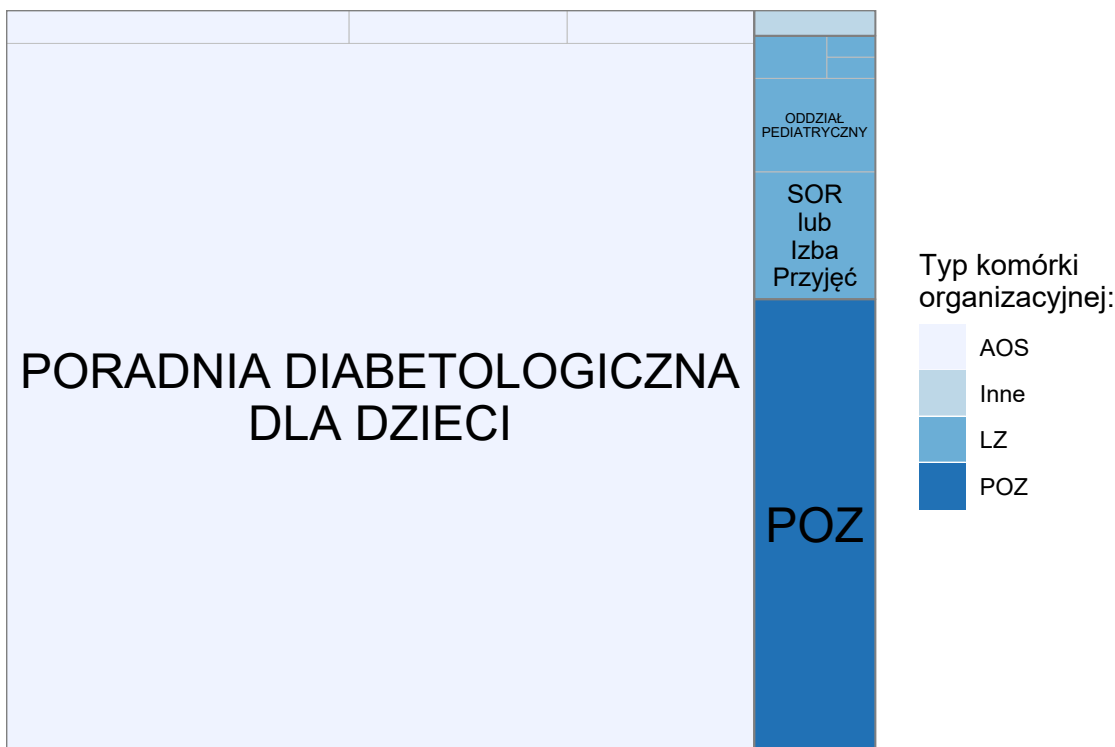 ODDZIAŁ
PEDIATRYCZNY
SOR
lub
Izba
Przyjęć
PORADNIA DIABETOLOGICZNA
DLA DZIECI
POZ
Typ komórki
organizacyjnej:
AOS
Inne
LZ
POZ